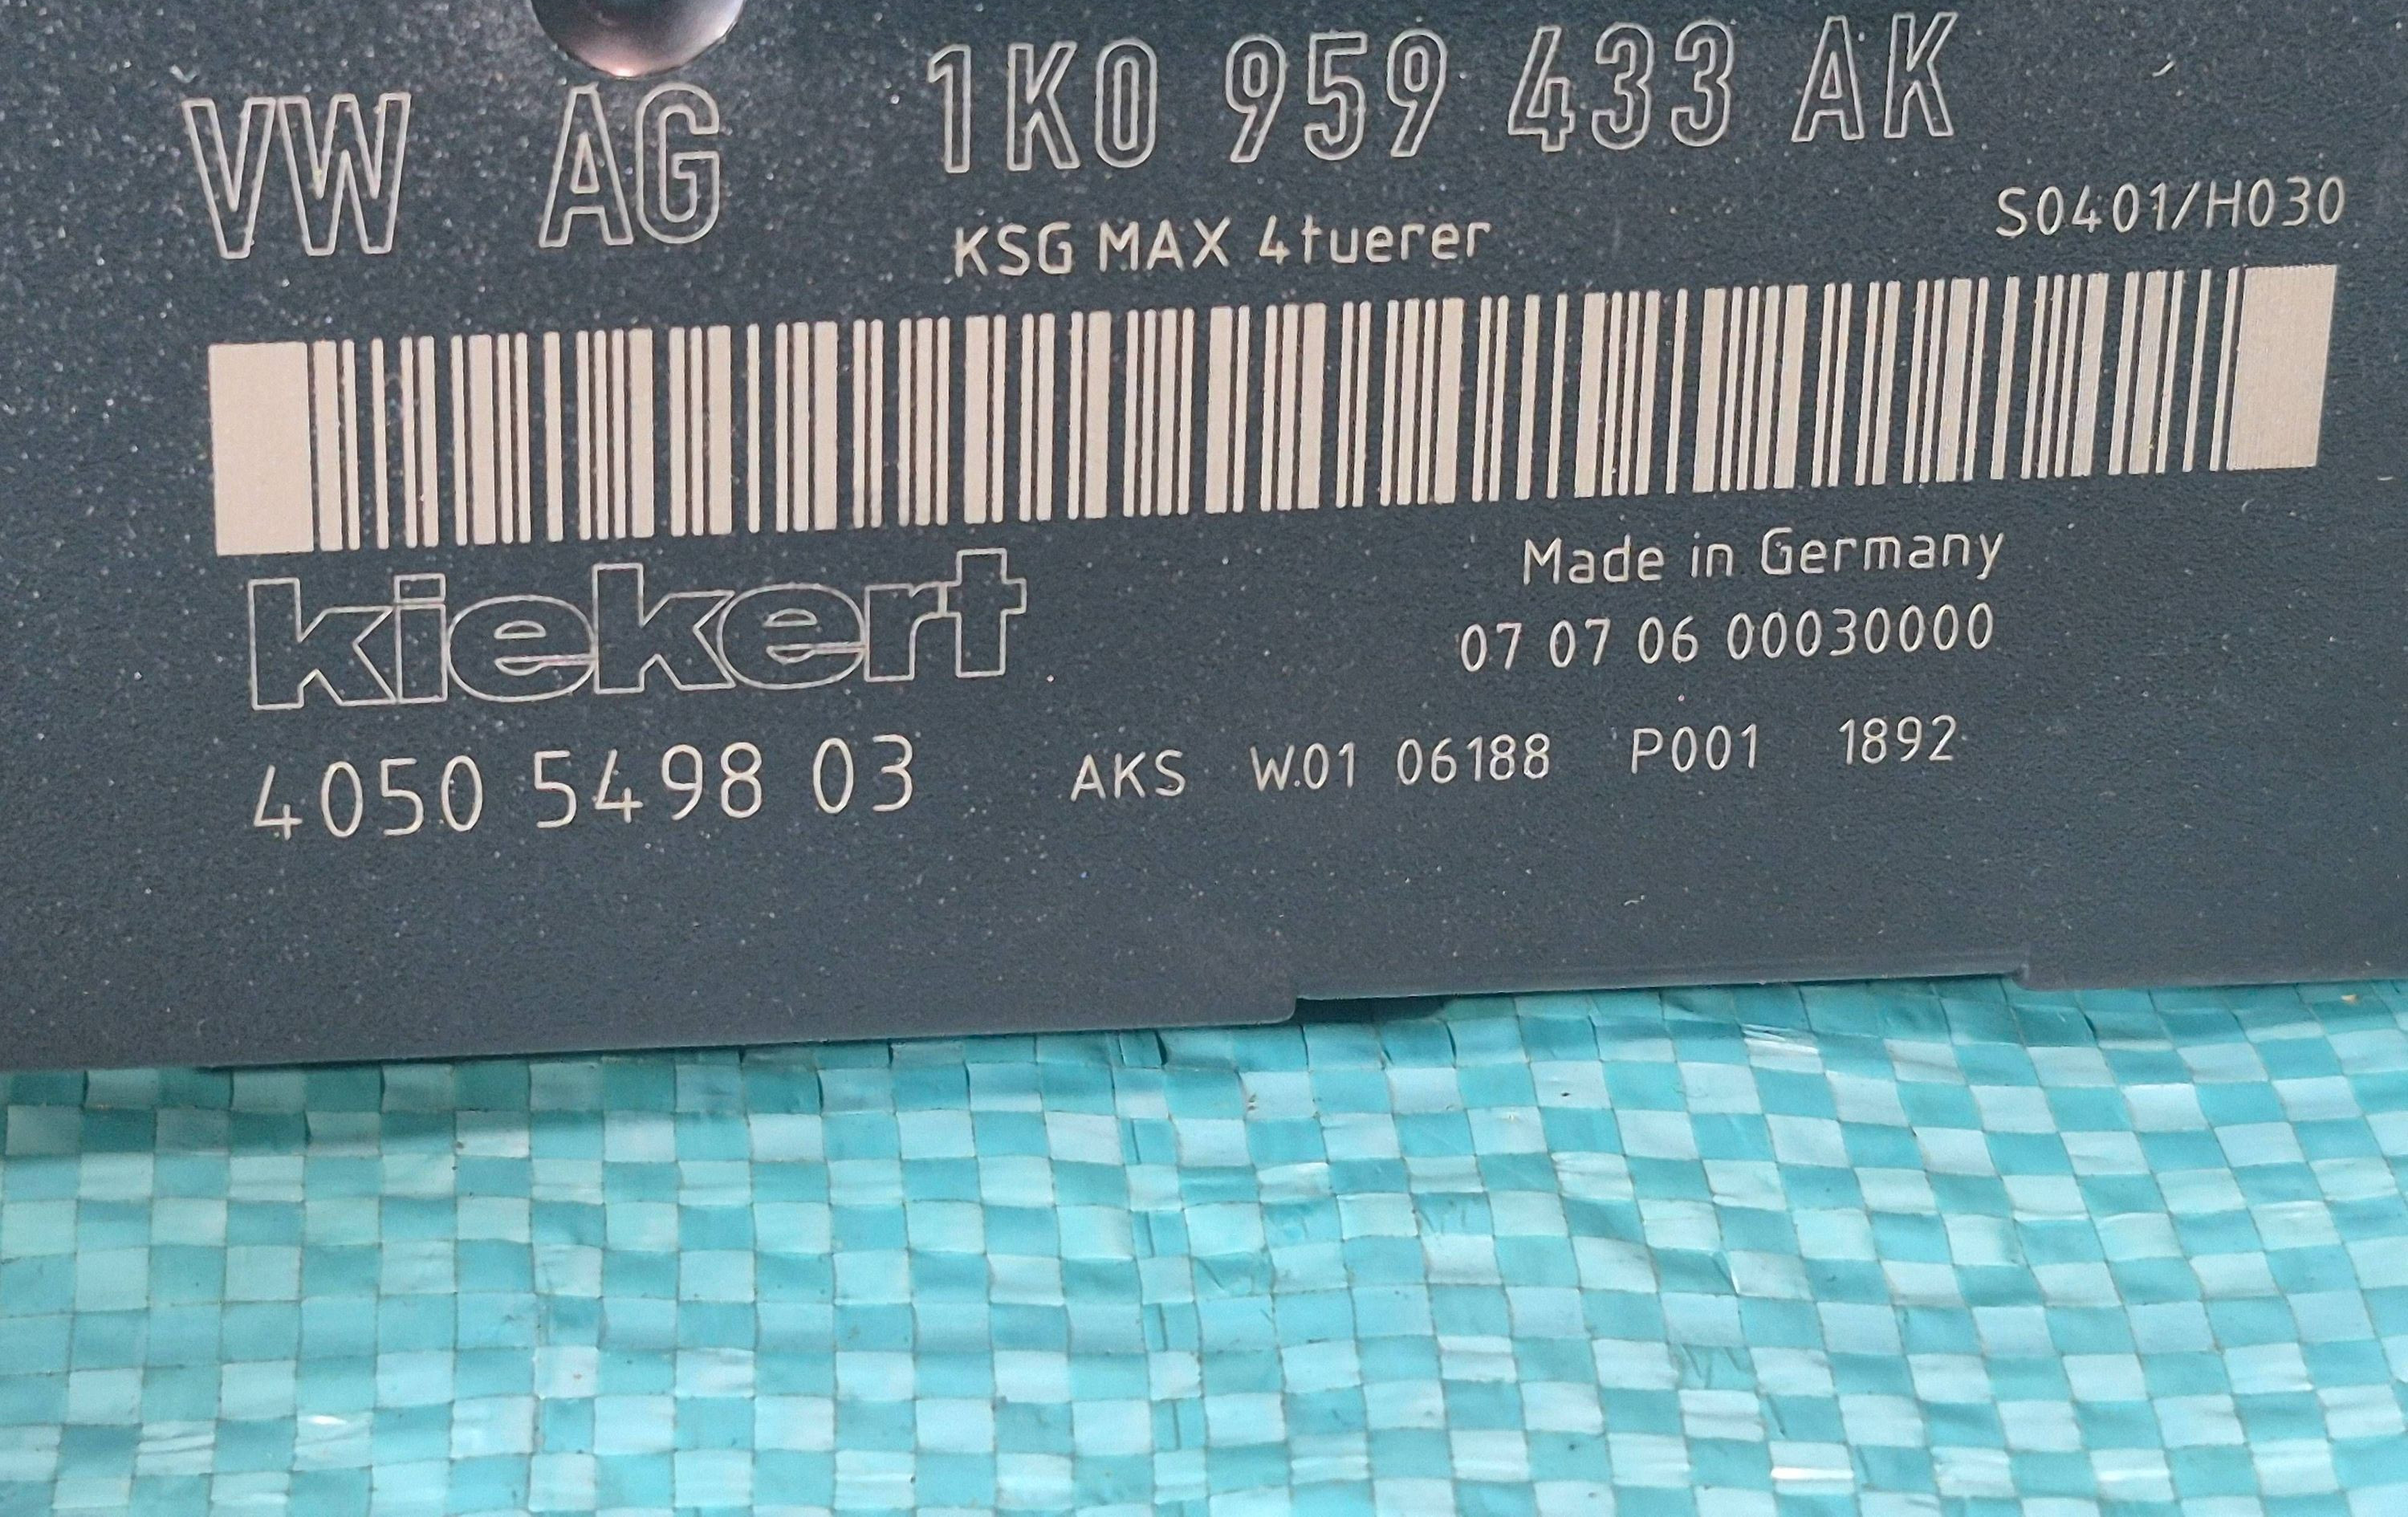 VW AG 1K0 959 433 AK
KSG MAX 4tuerer
S0401/H030
kiekert
Made in Germany
07 07 06 00030000
4050 5498 03
AKS W.01 06188 P001 1892